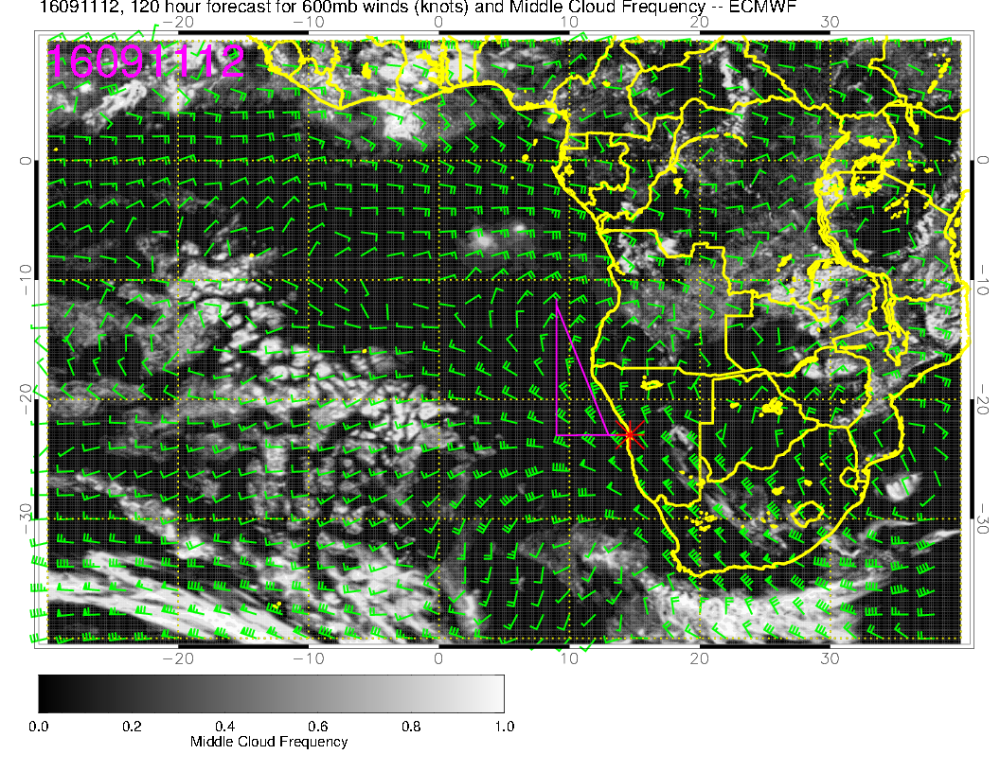 16091112, 120 hour forecast for 600mb winds (knots) and Middle Cloud Frequency -- ECMWF
-20 -10 0 10 20 30
16091112
0 0
-10 -10
-20 -20
-30 -30
-20 -10 0 10 20 30
0.0 0.2 0.4 0.6 0.8 1.0
Middle Cloud Frequency